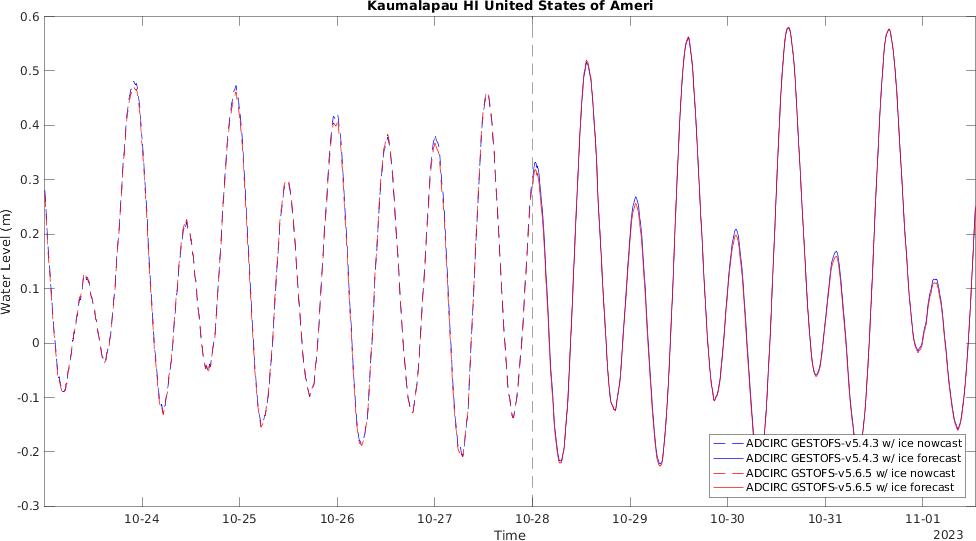 Kaumalapau HI United States of Ameri
0.6
0.5
0.4
0.3
0.2
0.1
0
-0.1
-0.2
-0.3
Water Level (m)
ADCIRC GESTOFS-v5.4.3 w/ ice nowcast
ADCIRC GESTOFS-v5.4.3 w/ ice forecast
ADCIRC GSTOFS-v5.6.5 w/ ice nowcast
ADCIRC GSTOFS-v5.6.5 w/ ice forecast
10-24 10-25 10-26 10-27 10-28 10-29 10-30 10-31 11-01
Time
2023